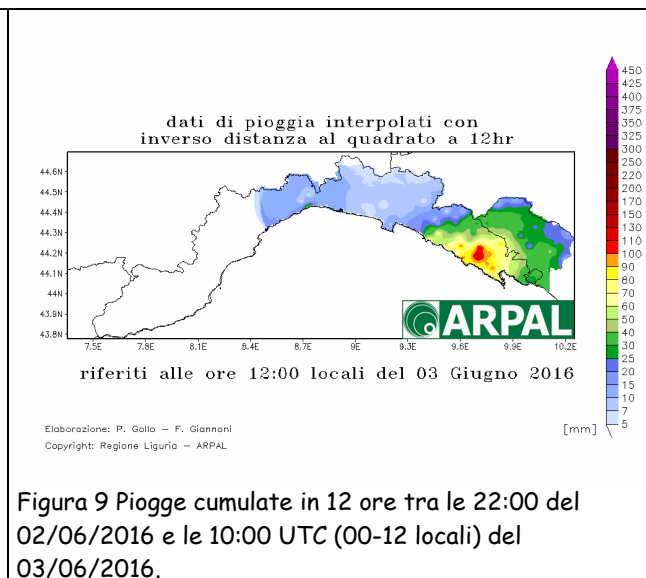 dati di pioggia interpolati con
inverso distanza al quadrato a 12hr
44.6N
44.5N
44.4N
44.3N
44.2N
44.1N
44N
43.9N
43.8N
7.5E 7.8E 8.1E 8.4E 8.7E 9E 9.3E 9.6E 9.9E 10.2E
ARPAL
450
425
400
375
350
325
300
250
220
200
170
150
130
110
100
90
80
70
60
50
40
30
25
20
15
10
7
5
[mm]
riferiti alle ore 12:00 locali del 03 Giugno 2016
Elaborazione: P. Gollo – F. Giannoni
Copyright: Regione Liguria – ARPAL
Figura 9 Piogge cumulate in 12 ore tra le 22:00 del
02/06/2016 e le 10:00 UTC (00-12 locali) del
03/06/2016.